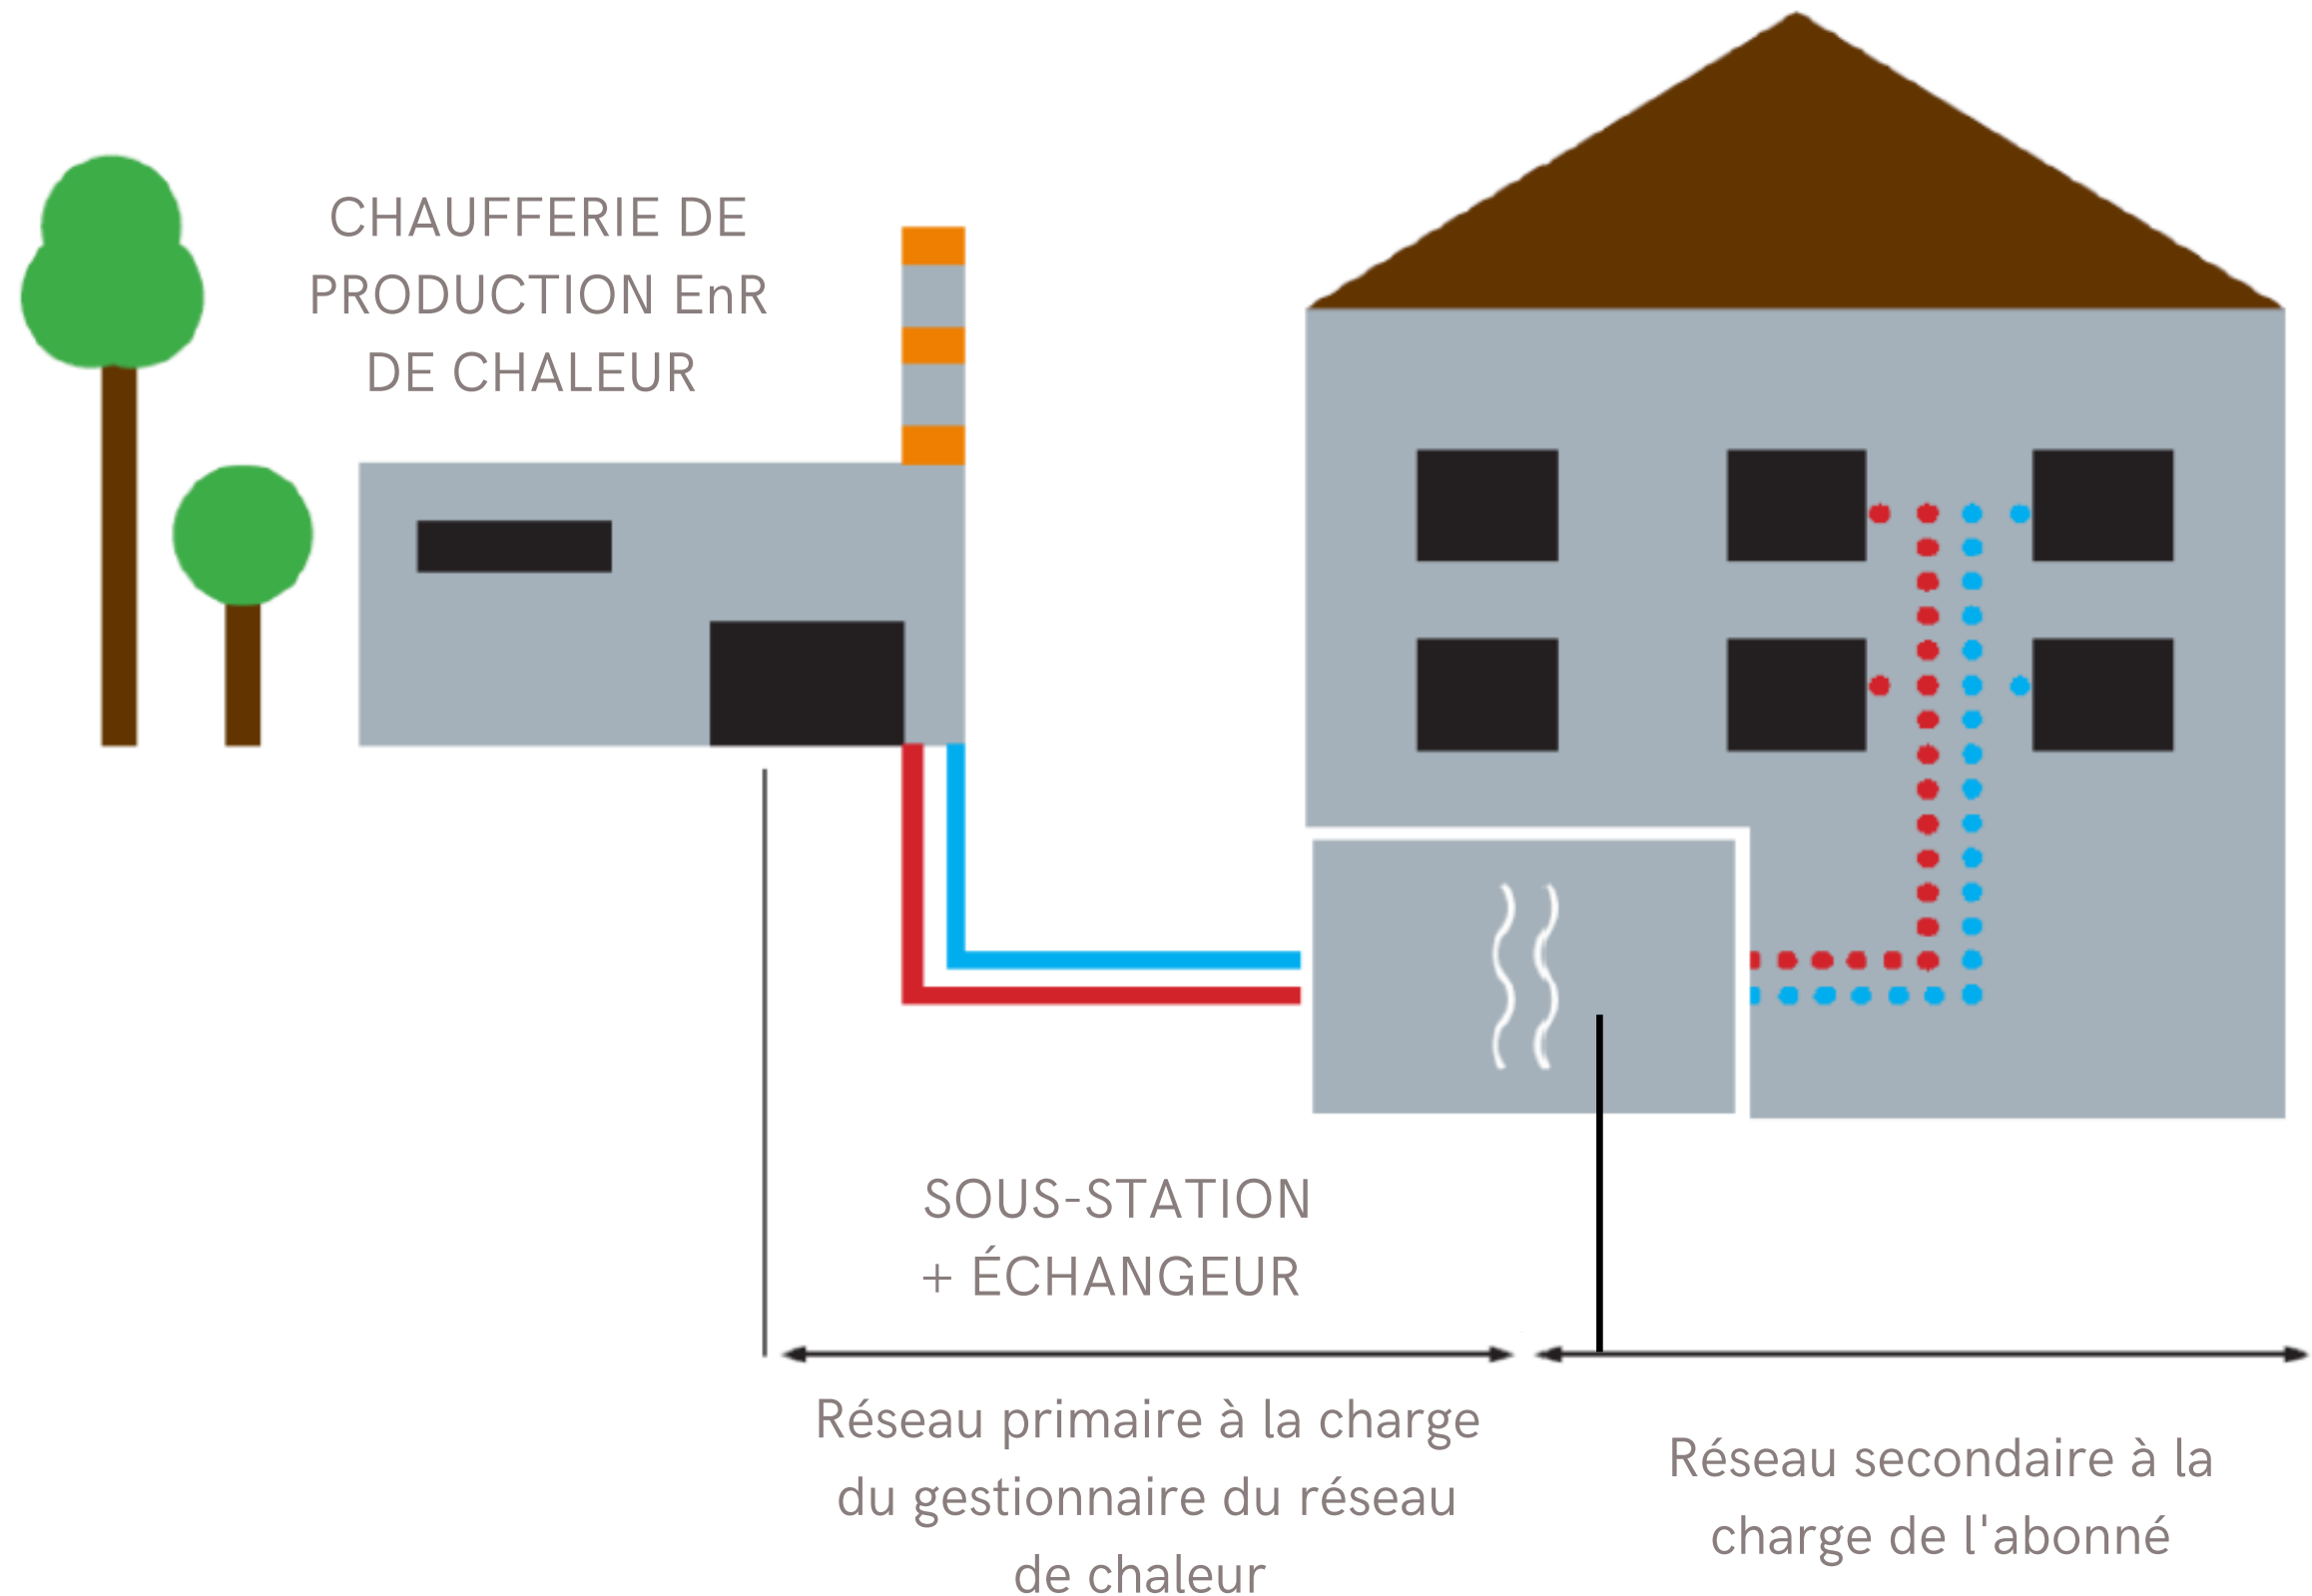 CHAUFFERIE DE
PRODUCTION EnR
DE CHALEUR
SOUS-STATION
+ ÉCHANGEUR
Réseau primaire à la charge
du gestionnaire du réseau
de chaleur
Réseau secondaire à la
charge de l'abonné